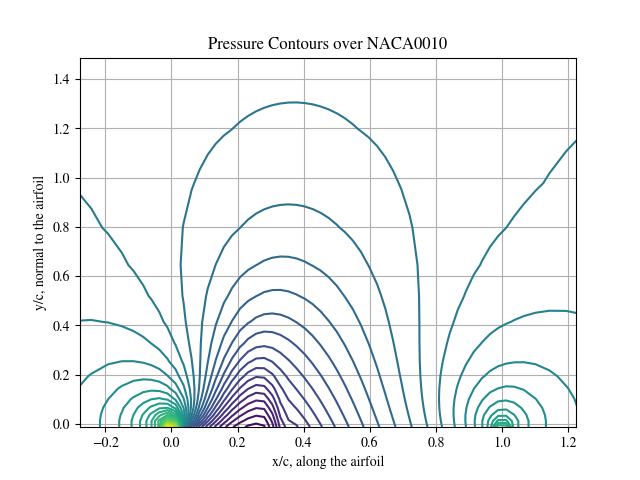 Pressure Contours over NACA0010
y/c, normal to the airfoil
1.4
1.2
1.0
0.8
0.6
0.4
0.2
0.0
−0.2 0.0 0.2 0.4 0.6 0.8 1.0 1.2
x/c, along the airfoil